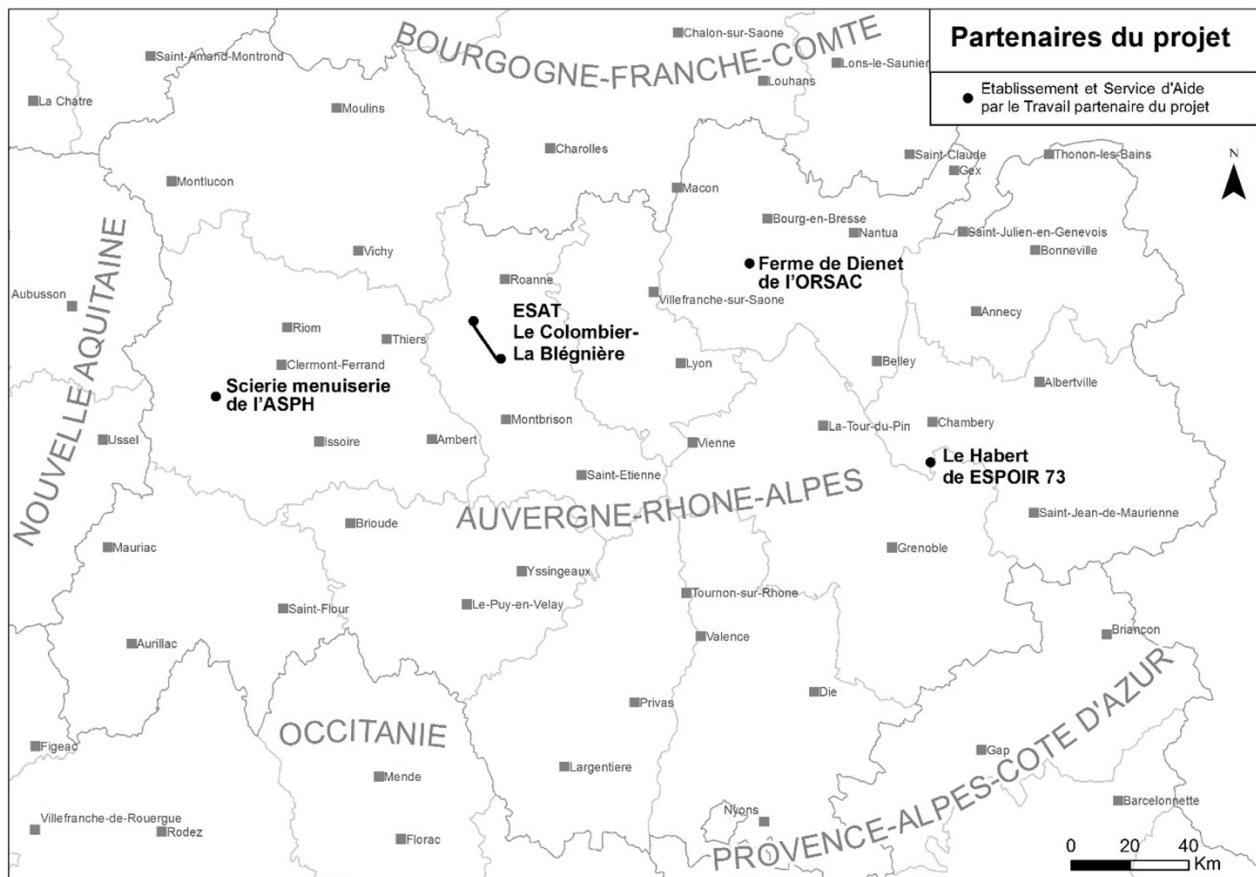 Partenaires du projet
Etablissement et Service d'Aide
par le Travail partenaire du projet
N
BOURGOGNE-FRANCHE-COMTE
Chalon-sur-Saone
Saint-Amand-Montrond
Lons-le-Saunier
Louhans
La Chatre
Moulins
Charolles
Saint-Claude
Thonon-les-Bains
Gex
Montlucon
Macon
Bourg-en-Bresse
Nantua
Saint-Julien-en-Genevois
Bonneville
Vichy
Ferme de Dienet
de l'ORSAC
Roanne
Villefranche-sur-Saone
Aubusson
NOUVELLE AQUITAINE
ESAT
Le Colombier-
La Blégnière
Annecy
Riom
Thiers
Clermont-Ferrand
Lyon
Belley
Albertville
Scierie menuiserie
de l'ASPH
Montbrison
La-Tour-du-Pin
Chambery
Ussel
Issoire
Ambert
Vienne
Le Habert
de ESPOIR 73
Saint-Etienne
AUVERGNE-RHONE-ALPES
Saint-Jean-de-Maurienne
Brioude
Mauriac
Grenoble
Yssingeaux
Tournon-sur-Rhone
Saint-Flour
Le-Puy-en-Velay
Aurillac
Valence
Briançon
Die
Privas
OCCITANIE
PROVENCE-ALPES-COTE D'AZUR
Figeac
Gap
Mende
Largentiere
Barcelonnette
Nyons
Villefranche-de-Rouergue
Rodez
Florac
0 20 40
Km